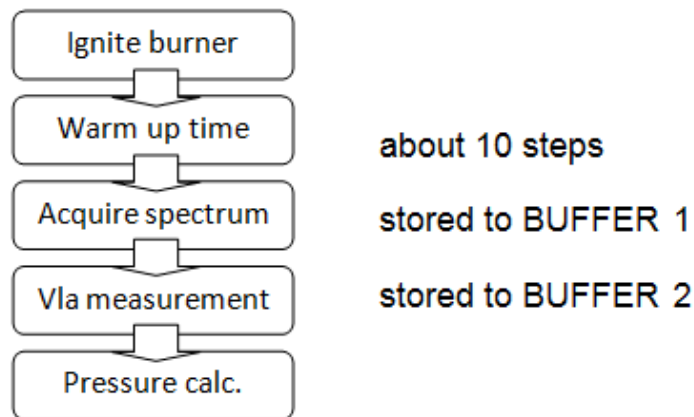 Ignite burner
Warm up time
about 10 steps
Acquire spectrum
stored to BUFFER 1
Vla measurement
stored to BUFFER 2
Pressure calc.